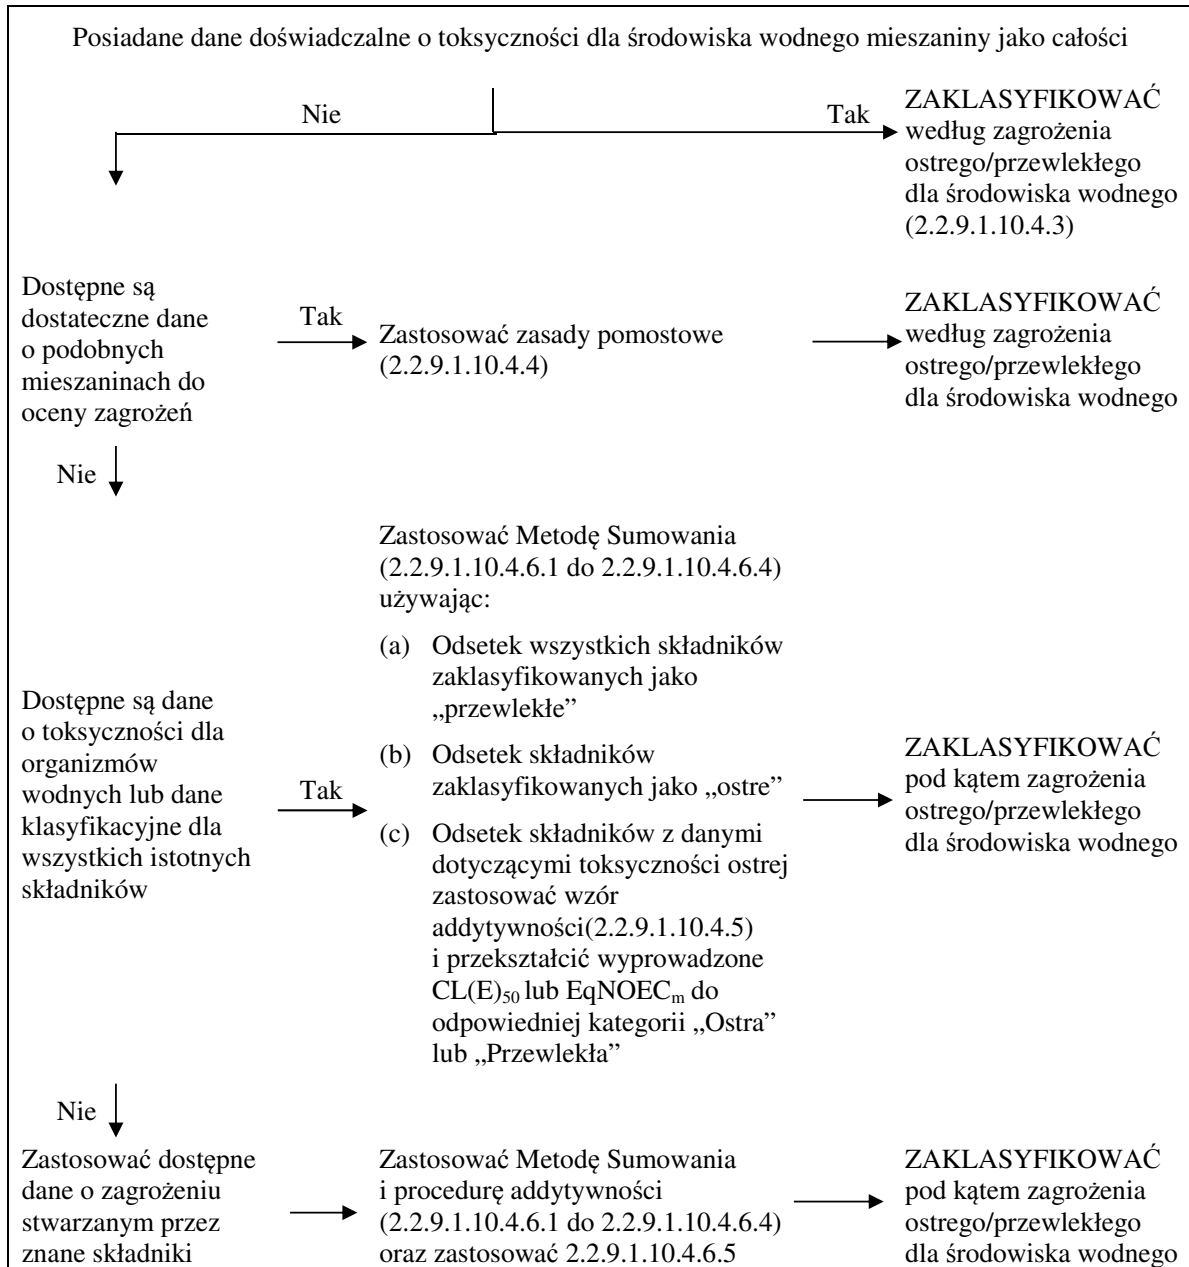 Posiadane dane doświadczalne o toksyczności dla środowiska wodnego mieszaniny jako całości
Nie
Tak
ZAKLASYFIKOWAĆ
według zagrożenia
ostrego/przewlekłego
dla środowiska wodnego
(2.2.9.1.10.4.3)
Dostępne są
dostateczne dane
o podobnych
mieszaninach do
oceny zagrożeń
Tak
Zastosować zasady pomostowe
(2.2.9.1.10.4.4)
ZAKLASYFIKOWAĆ
według zagrożenia
ostrego/przewlekłego
dla środowiska wodnego
Nie
Dostępne są dane
o toksyczności dla
organizmów
wodnych lub dane
klasyfikacyjne dla
wszystkich istotnych
składników
Tak
Zastosować Metodę Sumowania
(2.2.9.1.10.4.6.1 do 2.2.9.1.10.4.6.4)
używając:
(a) Odsetek wszystkich składników
zaklasyfikowanych jako
„przewlekłe”
(b) Odsetek składników
zaklasyfikowanych jako „ostre”
(c) Odsetek składników z danymi
dotyczącymi toksyczności ostrej
zastosować wzór
addytywności(2.2.9.1.10.4.5)
i przekształcić wyprowadzone
CL(E)50 lub EqNOECm do
odpowiedniej kategorii „Ostra”
lub „Przewlekła”
ZAKLASYFIKOWAĆ
pod kątem zagrożenia
ostrego/przewlekłego
dla środowiska wodnego
Nie
Zastosować dostępne
dane o zagrożeniu
stwarzanym przez
znane składniki
Zastosować Metodę Sumowania
i procedurę addytywności
(2.2.9.1.10.4.6.1 do 2.2.9.1.10.4.6.4)
oraz zastosować 2.2.9.1.10.4.6.5
ZAKLASYFIKOWAĆ
pod kątem zagrożenia
ostrego/przewlekłego
dla środowiska wodnego